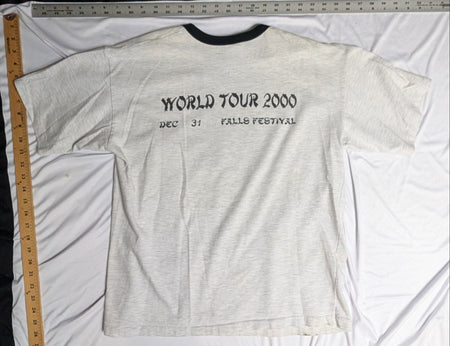 WORLD TOUR 2000
DEC 31 FALLS FESTIVAL